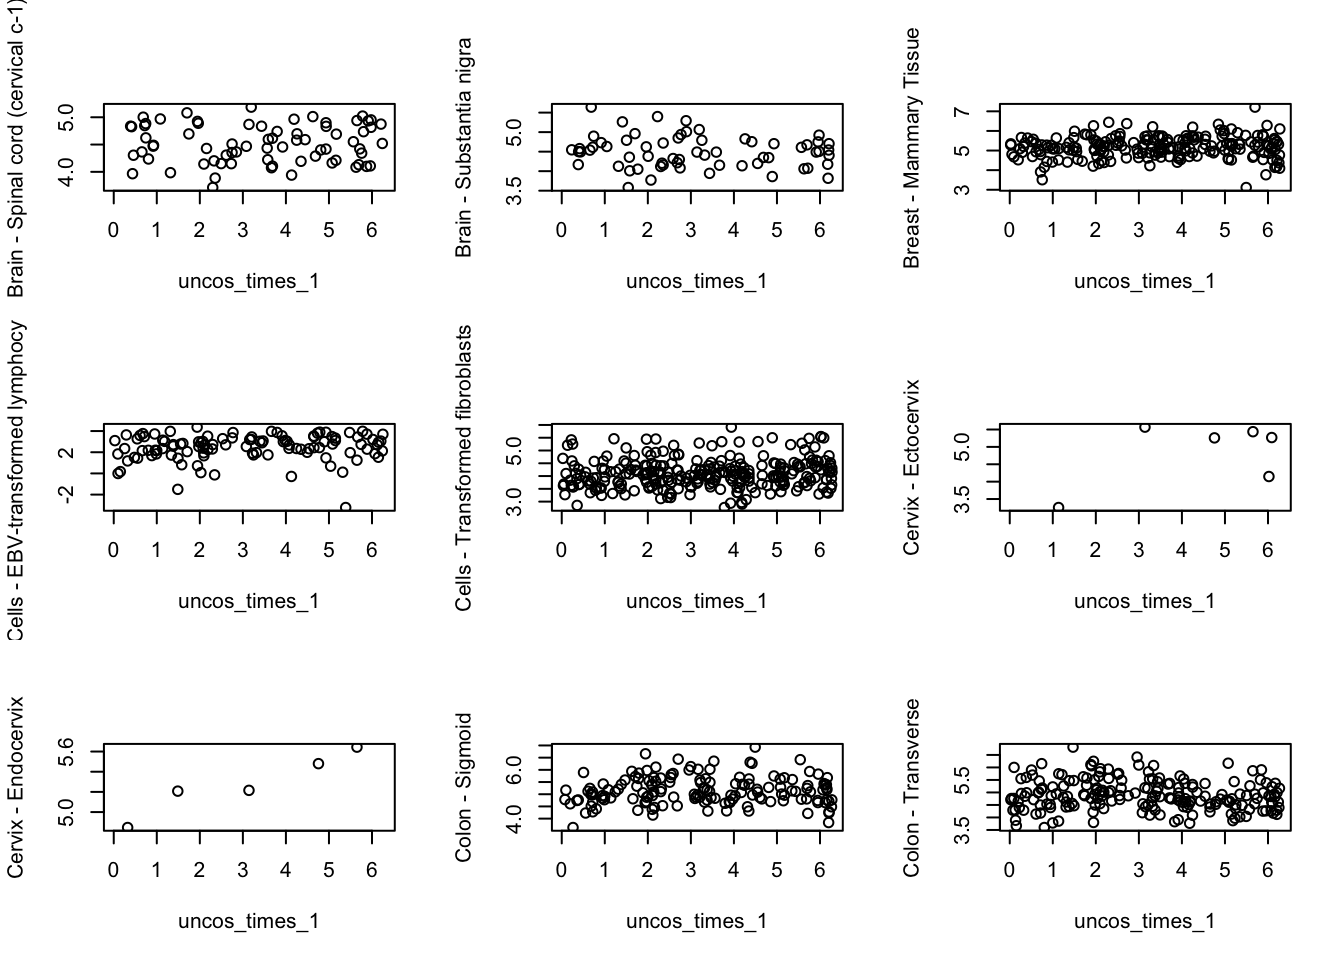 Brain - Spinal cord (cervical c-1)
4.0 5.0
0 1 2 3 4 5 6
uncos_times_1
Brain - Substantia nigra
3.5 5.0
0 1 2 3 4 5 6
uncos_times_1
Breast - Mammary Tissue
3 5 7
0 1 2 3 4 5 6
uncos_times_1
Cells - EBV-transformed lymphocy
-2 2
0 1 2 3 4 5 6
uncos_times_1
Cells - Transformed fibroblasts
3.0 5.0
0 1 2 3 4 5 6
uncos_times_1
Cervix - Ectocervix
3.5 5.0
0 1 2 3 4 5 6
uncos_times_1
Cervix - Endocervix
5.0 5.6
0 1 2 3 4 5 6
uncos_times_1
Colon - Sigmoid
4.0 6.0
0 1 2 3 4 5 6
uncos_times_1
Colon - Transverse
3.5 5.5
0 1 2 3 4 5 6
uncos_times_1